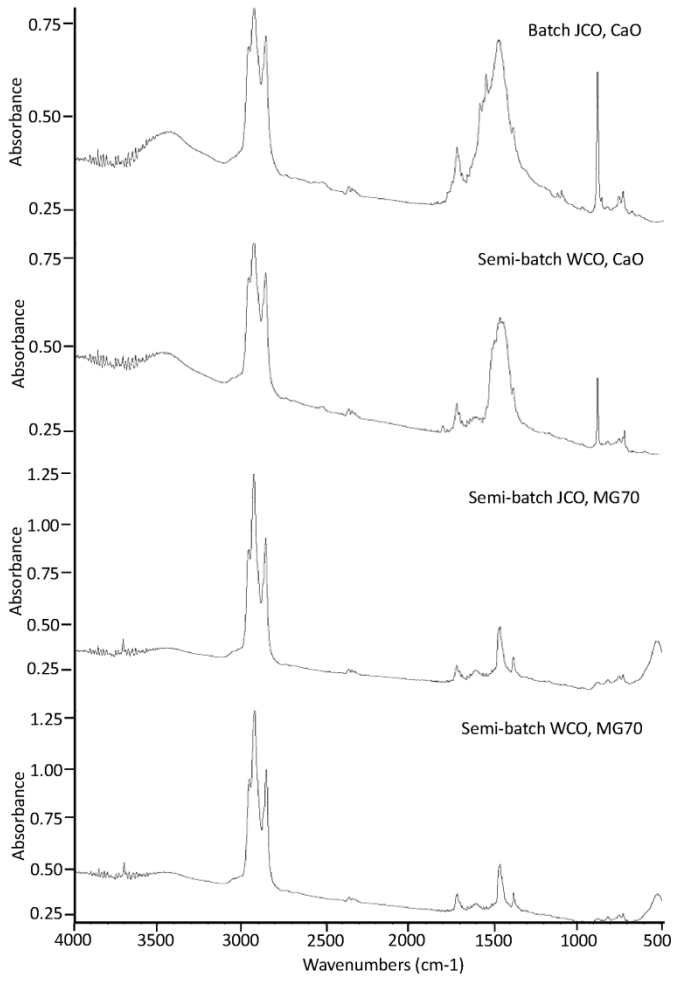 Batch JCO, CaO
Absorbance
0.75
0.50
0.25
Semi-batch WCO, CaO
Absorbance
0.75
0.50
0.25
Semi-batch JCO, MG70
Absorbance
1.25
1.00
0.75
0.50
0.25
Semi-batch WCO, MG70
Absorbance
1.25
1.00
0.75
0.50
0.25
4000 3500 3000 2500 2000 1500 1000 500
Wavenumbers (cm-1)